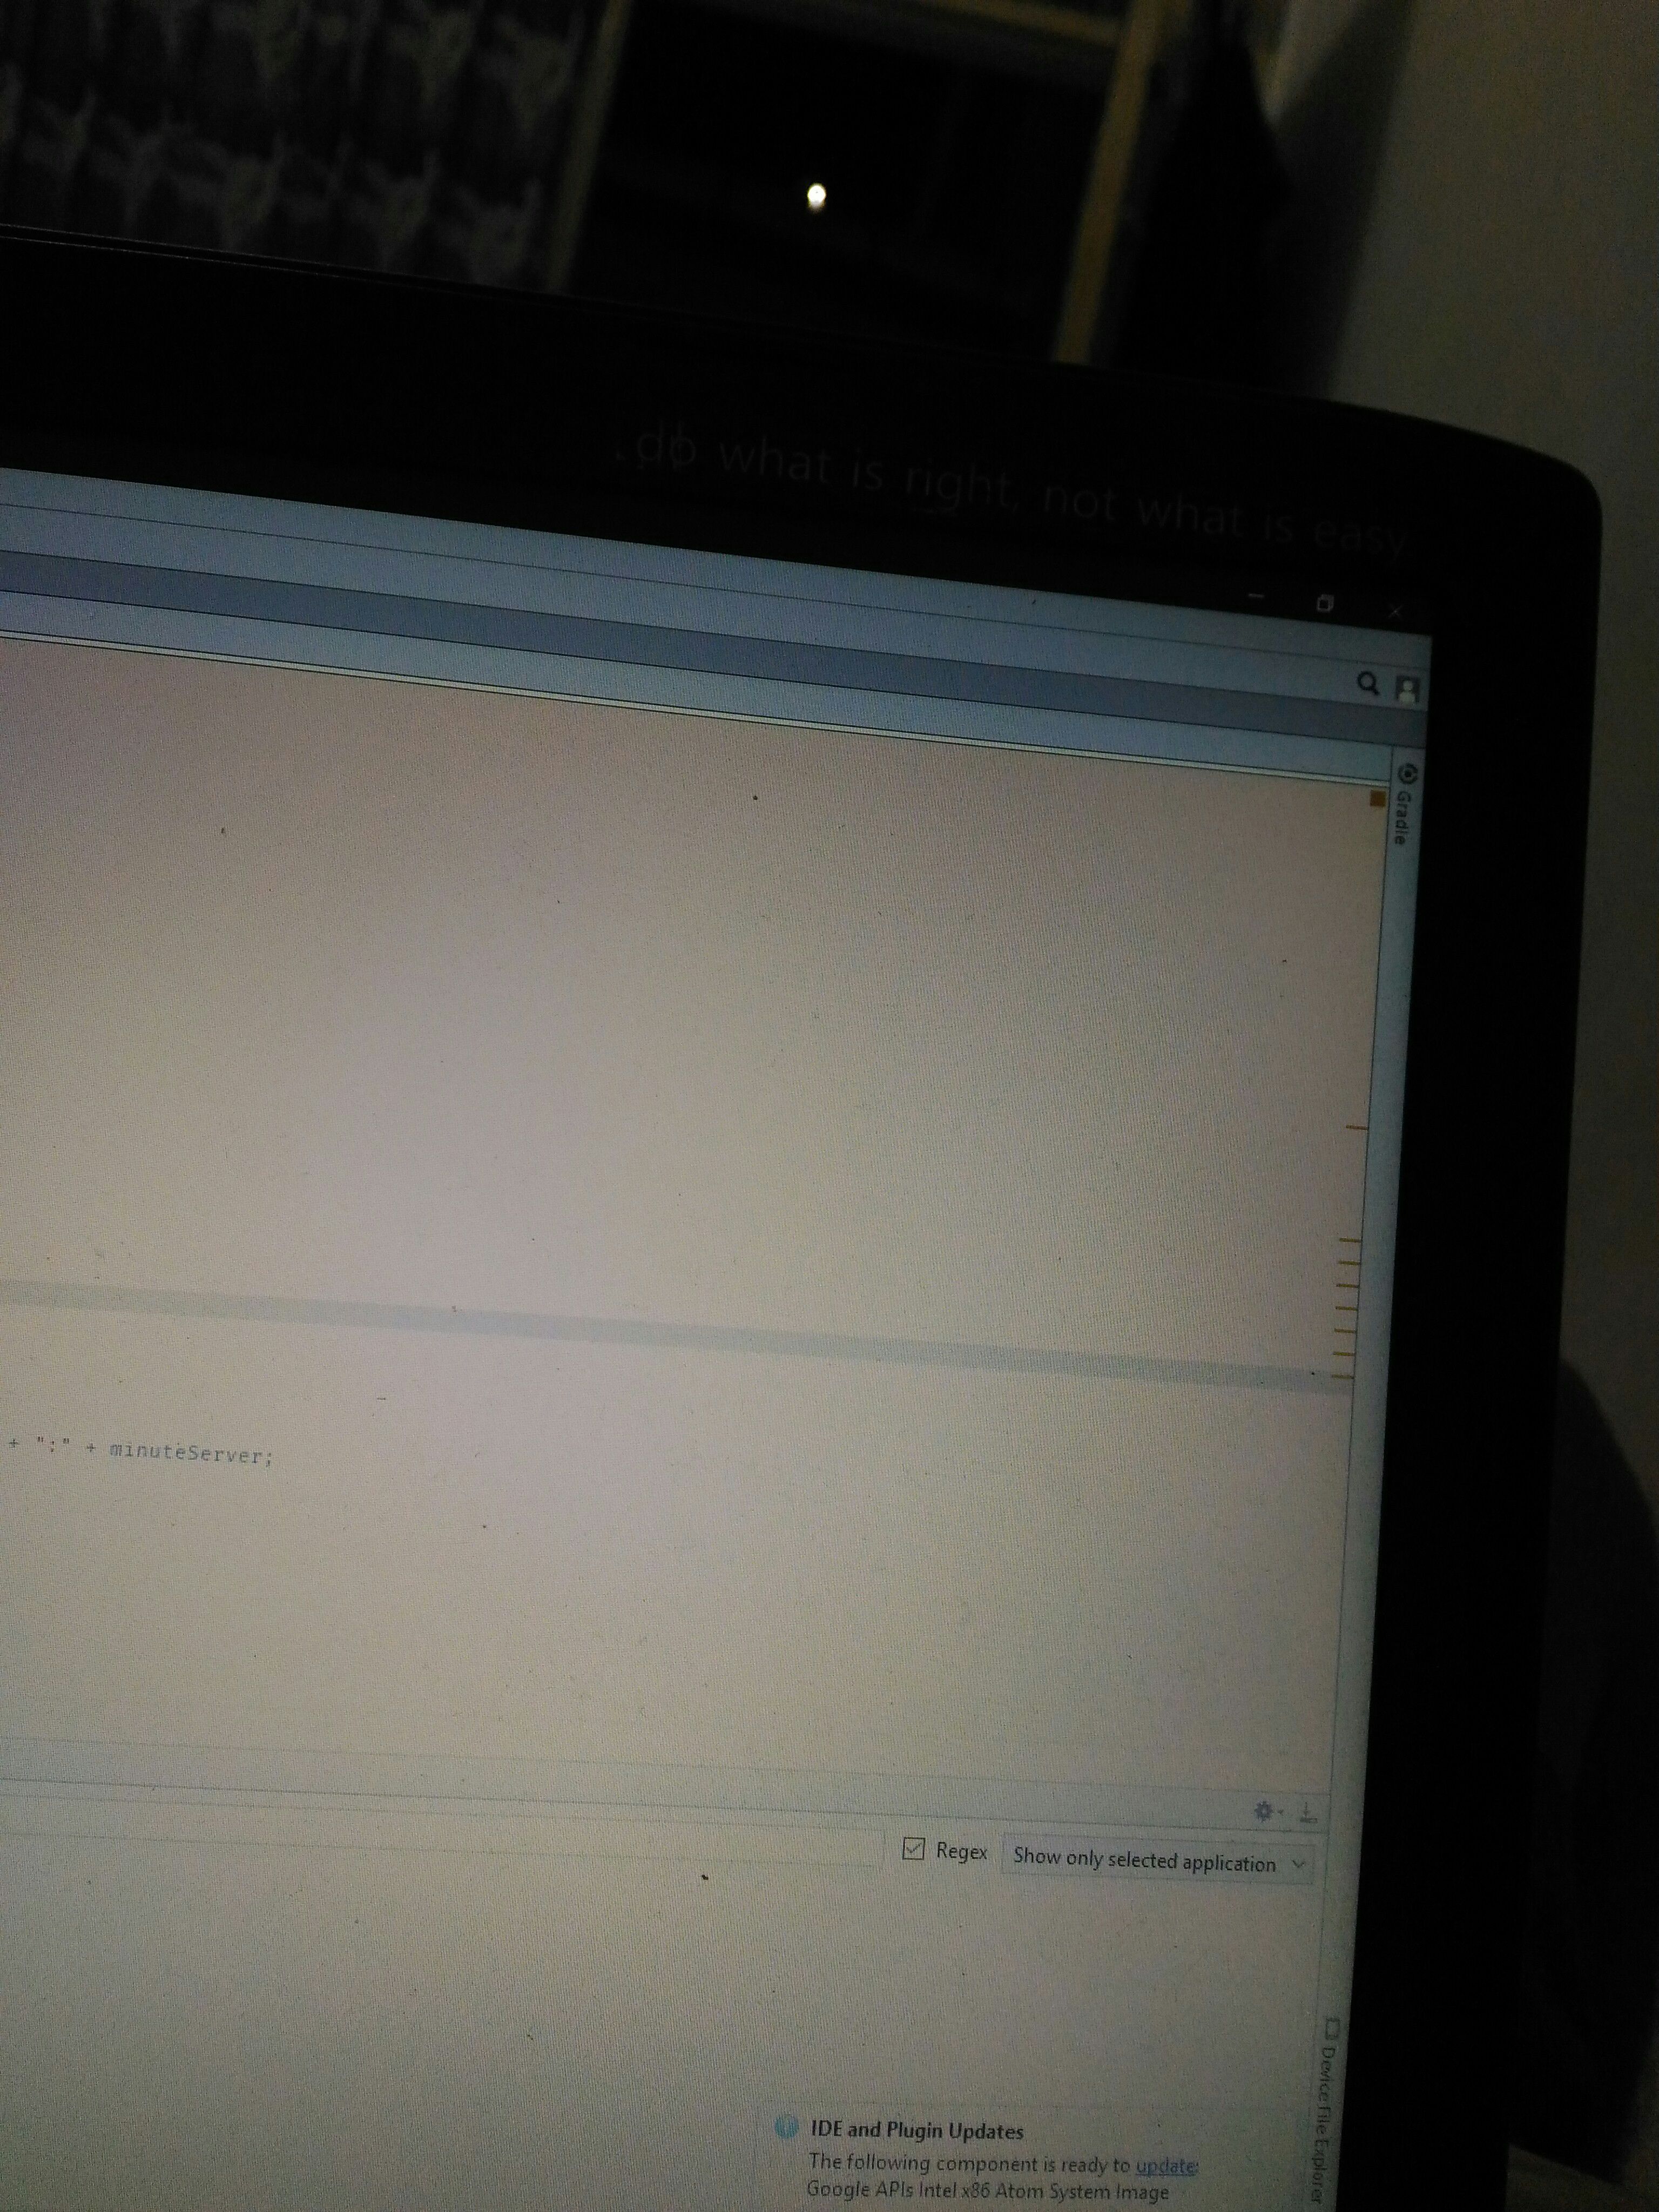 .do what is right, not what is easy
Gradle
+ ":" + minuteServer;
Regex
Show only selected application
Device File Explorer
IDE and Plugin Updates
The following component is ready to update:
Google APIs Intel x86 Atom System Image